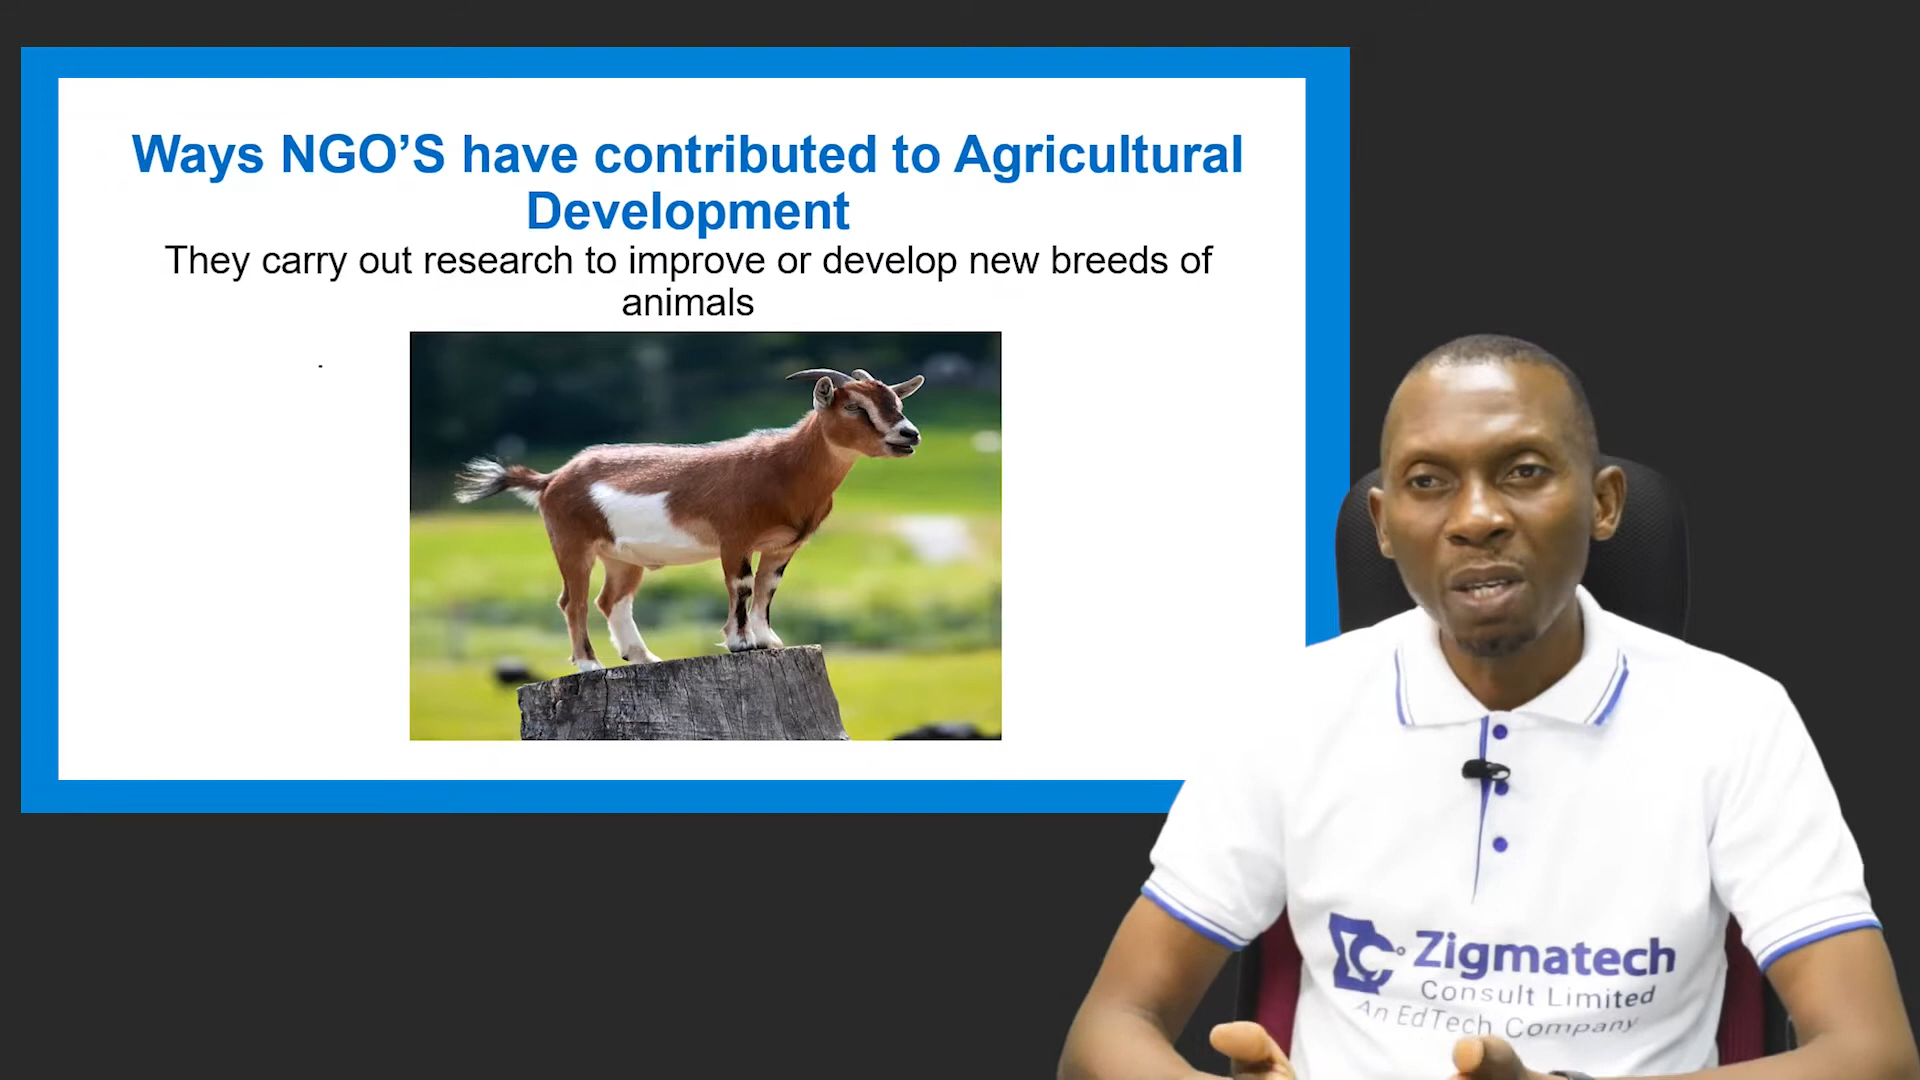 Ways NGO’S have contributed to Agricultural
Development
They carry out research to improve or develop new breeds of
animals
.
Zigmatech
Consult Limited
An EdTech Company